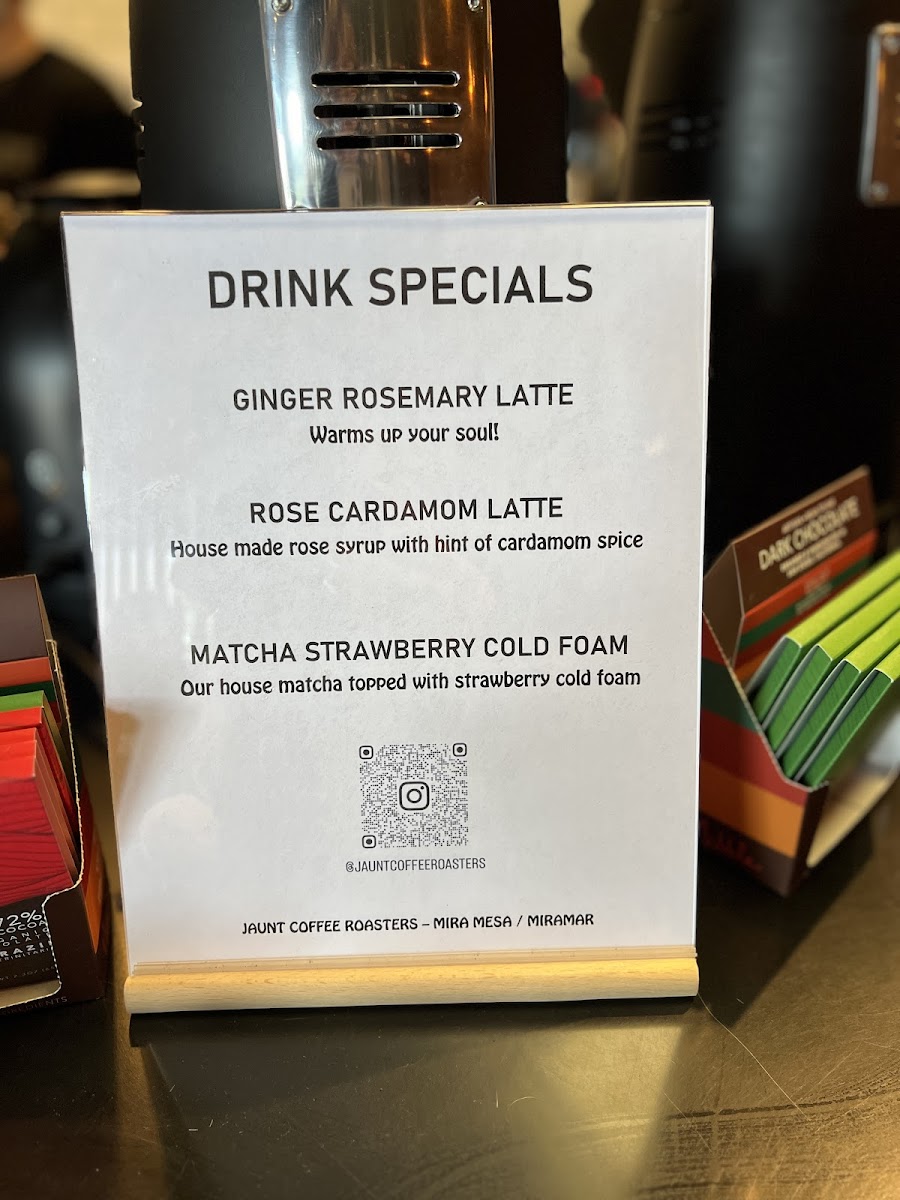 DRINK SPECIALS
GINGER ROSEMARY LATTE
Warms up your soul!
ROSE CARDAMOM LATTE
House made rose syrup with hint of cardamom spice
MATCHA STRAWBERRY COLD FOAM
Our house matcha topped with strawberry cold foam
@JAUNTCOFFEEROASTERS
JAUNT COFFEE ROASTERS – MIRA MESA / MIRAMAR
DARK CHOCOLATE
72%